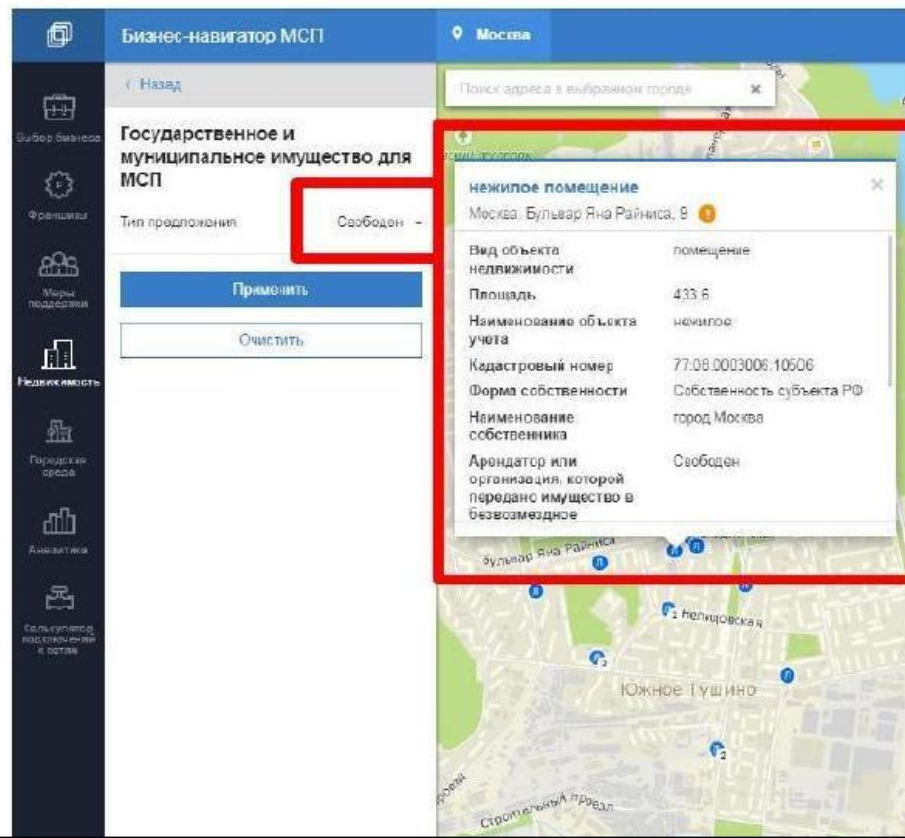 Бизнес-навигатор МСП
Москва
‹ Назад
Поиск адреса в выбранном городе
Выбор бизнеса
Франшизы
Меры
поддержки
Недвижимость
Городская
среда
Аналитика
Калькулятор
подключения
к сетям
Государственное и
муниципальное имущество для
МСП
Тип предложения
Свободен
Применить
Очистить
нежилое помещение
Москва, Бульвар Яна Райниса, 9
Вид объекта
недвижимости
помещение
Площадь
433.6
Наименование объекта
учета
нежилое
Кадастровый номер
77:08:0003006:10506
Форма собственности
Собственность субъекта РФ
Наименование
собственника
город Москва
Арендатор или
организация, которой
передано имущество в
безвозмездное
Свободен
бульвар Яна Райниса
Нелидовская
Южное Тушино
Строительный проезд